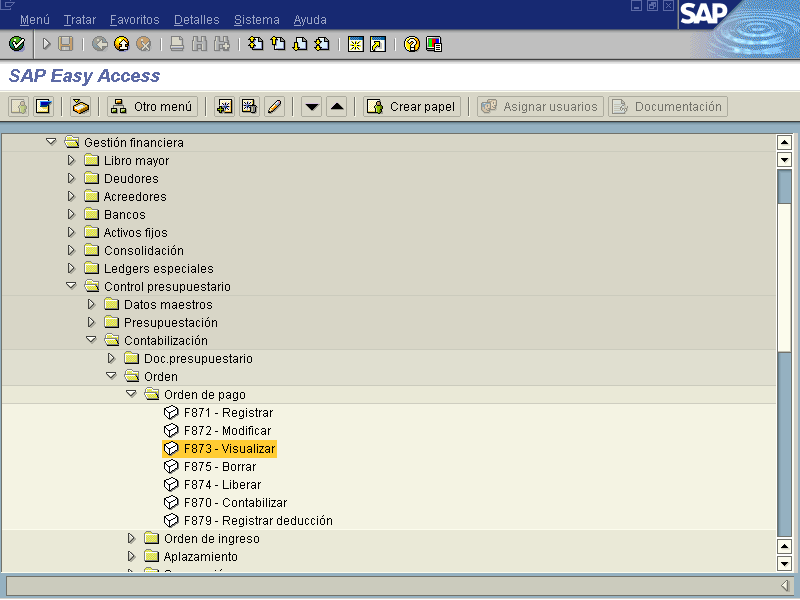 Menú Tratar Favoritos Detalles Sistema Ayuda
SAP
SAP Easy Access
Otro menú Crear papel Asignar usuarios Documentación
Gestión financiera
Libro mayor
Deudores
Acreedores
Bancos
Activos fijos
Consolidación
Ledgers especiales
Control presupuestario
Datos maestros
Presupuestación
Contabilización
Doc.presupuestario
Orden
Orden de pago
F871 - Registrar
F872 - Modificar
F873 - Visualizar
F875 - Borrar
F874 - Liberar
F870 - Contabilizar
F879 - Registrar deducción
Orden de ingreso
Aplazamiento